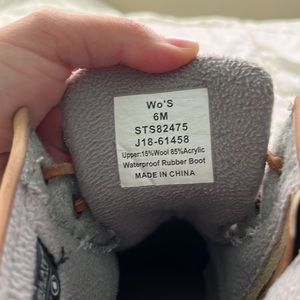 Wo'S
6M
STS82475
J18-61458
Upper:15%Wool 85%Acrylic
Waterproof Rubber Boot
MADE IN CHINA